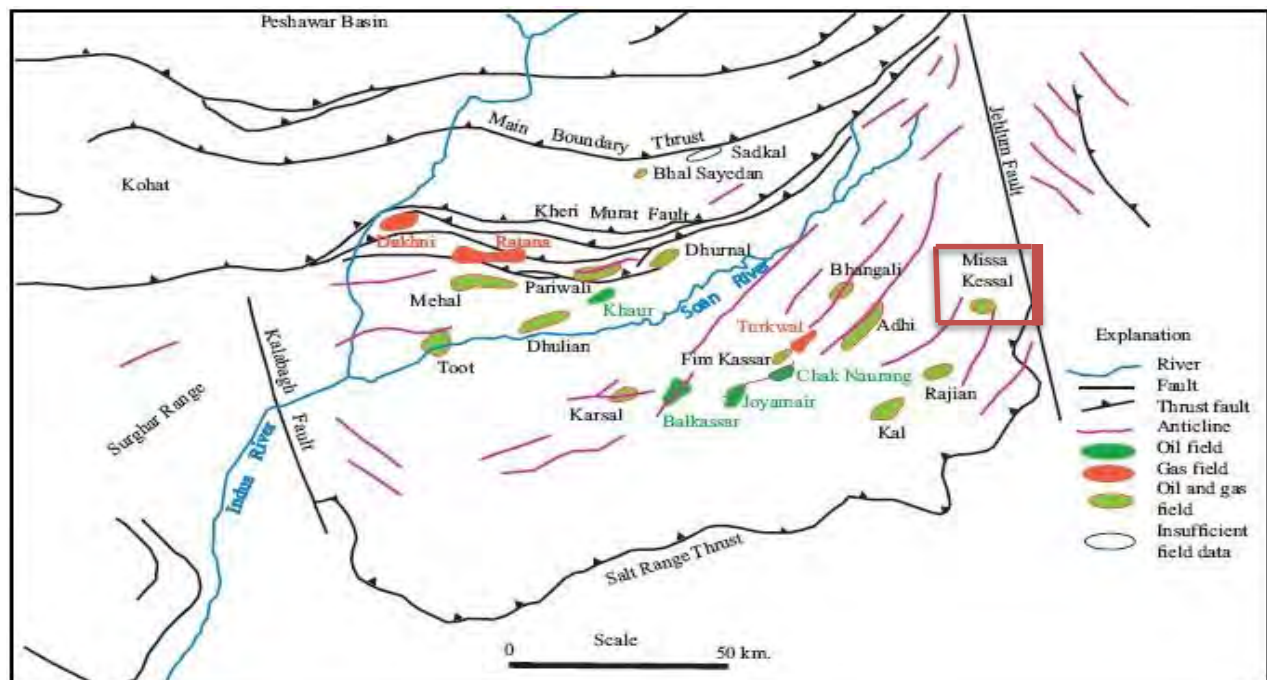 Peshawar Basin
Main Boundary Thrust
Jehlum Fault
Sadkal
Bhal Sayedan
Kohat
Kheri Murat Fault
Dakhni
Ratana
Dhurnal
Missa
Kessal
Mehal
Pariwali
Khaur
Soan River
Bhangali
Turkwal
Adhi
Explanation
River
Fault
Thrust fault
Anticline
Oil field
Gas field
Oil and gas
field
Insufficient
field data
Kalabagh Fault
Toot
Dhulian
Fim Kassar
Chak Naurang
Rajian
Surghar Range
Karsal
Balkassar
Joyamair
Kal
Indus River
Salt Range Thrust
Scale
0
50 km.